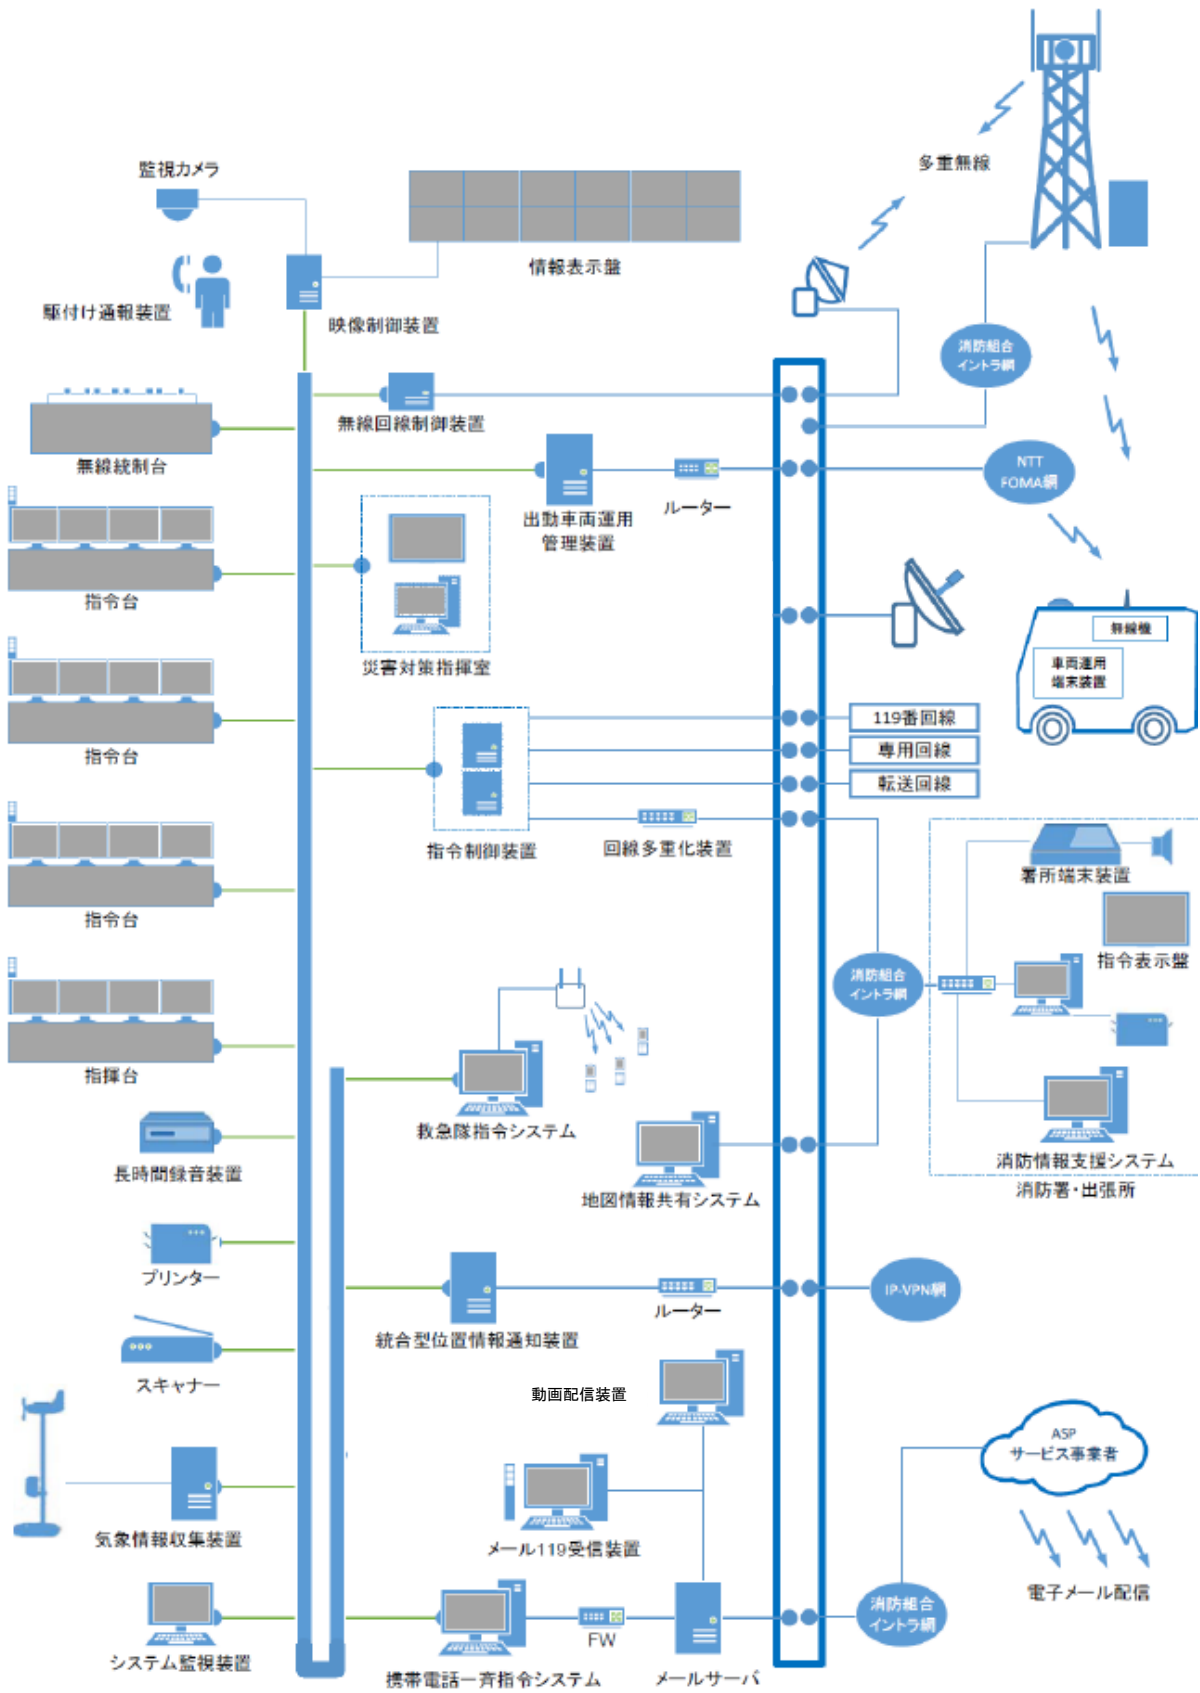 監視カメラ
多重無線
情報表示盤
駆付け通報装置
映像制御装置
消防組合
イントラ網
無線回線制御装置
無線統制台
NTT
FOMA網
ルーター
出動車両運用
管理装置
指令台
無線機
車両運用
端末装置
災害対策指揮室
119番回線
専用回線
転送回線
指令台
指令制御装置
回線多重化装置
署所端末装置
指令台
指令表示盤
消防組合
イントラ網
指揮台
救急隊指令システム
長時間録音装置
地図情報共有システム
消防情報支援システム
消防署・出張所
プリンター
IP-VPN網
ルーター
統合型位置情報通知装置
スキャナー
動画配信装置
ASP
サービス事業者
気象情報収集装置
メール119受信装置
電子メール配信
消防組合
イントラ網
FW
システム監視装置
携帯電話一斉指令システム
メールサーバ